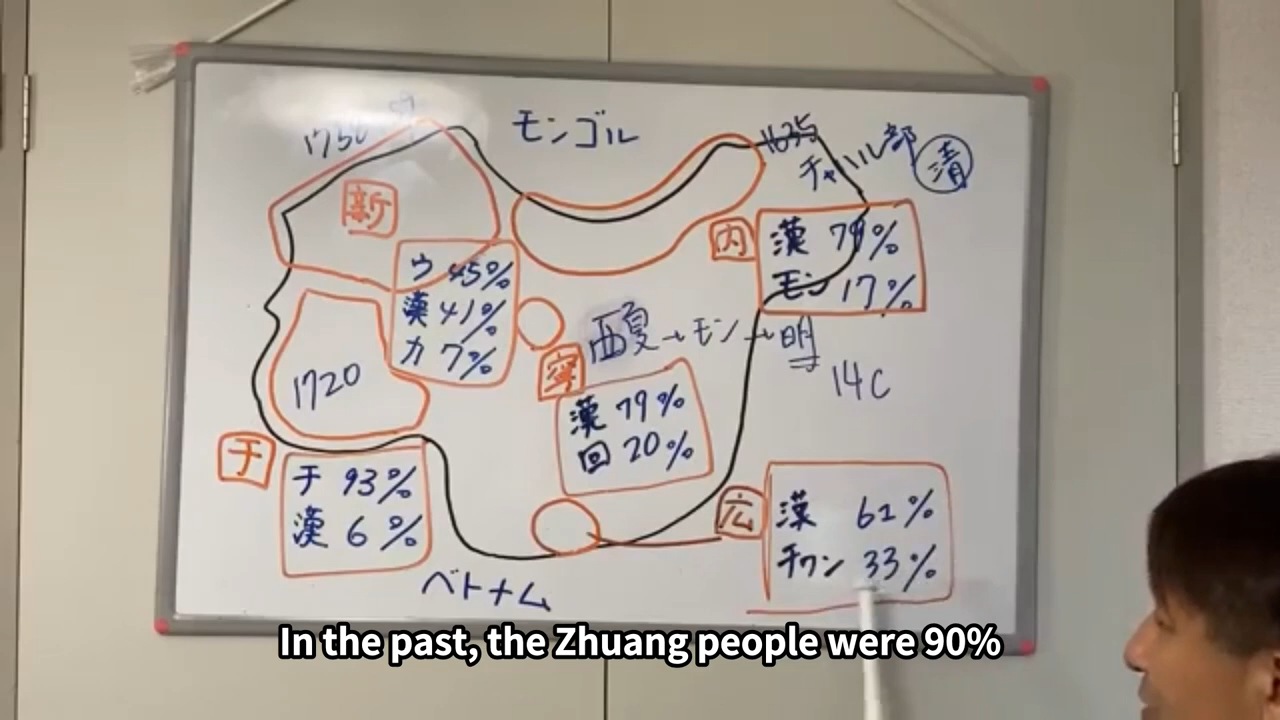 モンゴル
1635
チャハル部
清
新
ウ 45%
漢 41%
カ 7%
内
漢 79%
モン 17%
西夏→モン→明
14C
寧
漢 79%
回 20%
1720
チ
チ 93%
漢 6%
広
漢 61%
チワン 33%
ベトナム
In the past, the Zhuang people were 90%